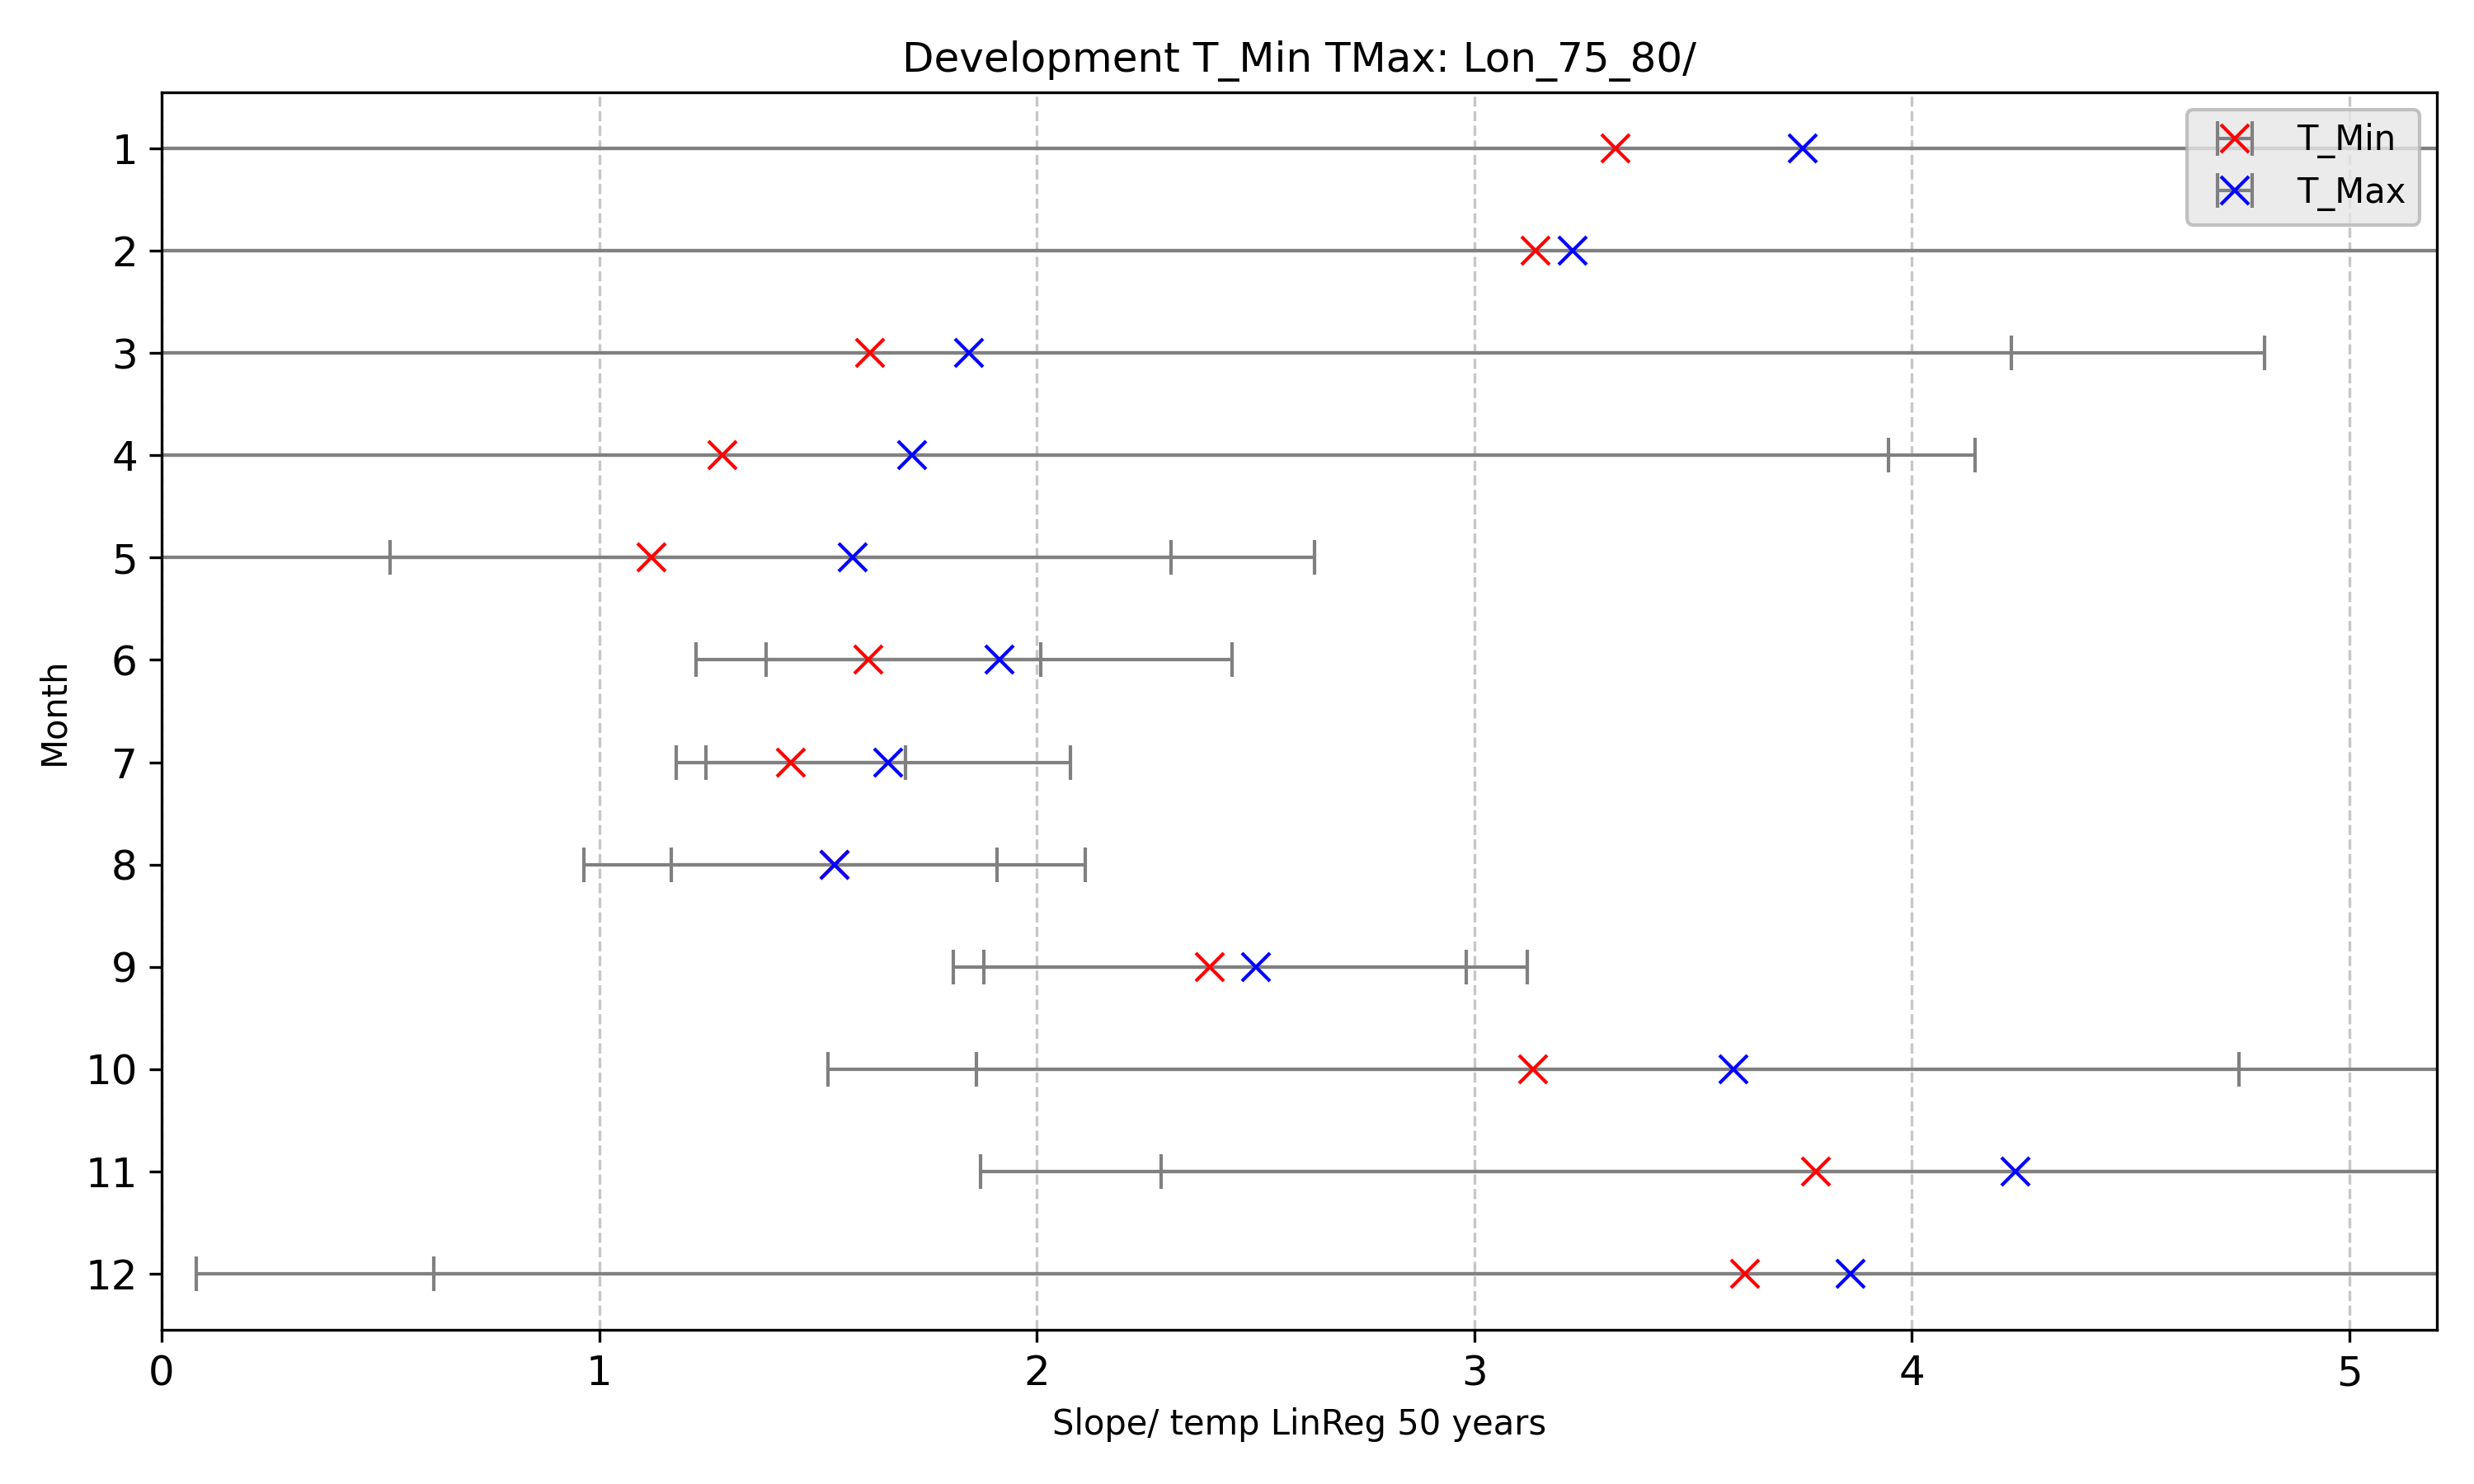 Development T_Min TMax: Lon_75_80/
T_Min
T_Max
Month
1
2
3
4
5
6
7
8
9
10
11
12
0 1 2 3 4 5
Slope/ temp LinReg 50 years